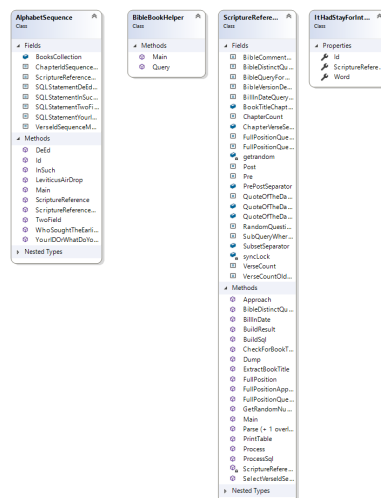 AlphabetSequence
Class
Fields
BooksCollection
ChapterIdSequence...
ScriptureReference...
SQLStatementDeEd...
SQLStatementInSuc...
SQLStatementTwoFi...
SQLStatementYourI...
VerseIdSequenceM...
Methods
DeEd
Id
InSuch
LeviticusAirDrop
Main
ScriptureReference
ScriptureReference...
TwoField
WhoSoughtTheEarli...
YourIDOrWhatDoYo...
Nested Types
BibleBookHelper
Class
Methods
Main
Query
ScriptureRefere...
Class
Fields
BibleComment...
BibleDistinctQu...
BibleQueryFor...
BibleVersionDe...
BillInDateQuery...
BookTitleChapt...
ChapterCount
ChapterVerseSe...
FullPositionQue...
FullPositionQue...
getrandom
Post
Pre
PrePostSeparator
QuoteOfTheDa...
QuoteOfTheDa...
QuoteOfTheDa...
RandomQuesti...
SubQueryWher...
SubsetSeparator
syncLock
VerseCount
VerseCountOld...
Methods
Approach
BibleDistinctQu...
BillInDate
BuildResult
BuildSql
CheckForBookT...
Dump
ExtractBookTitle
FullPosition
FullPositionApp...
FullPositionQue...
GetRandomNu...
Main
Parse (+ 1 overl...
PrintTable
Process
ProcessSql
ScriptureRefere...
SelectVerseIdSe...
Nested Types
ItHadStayForInt...
Class
Properties
Id
ScriptureRefere...
Word